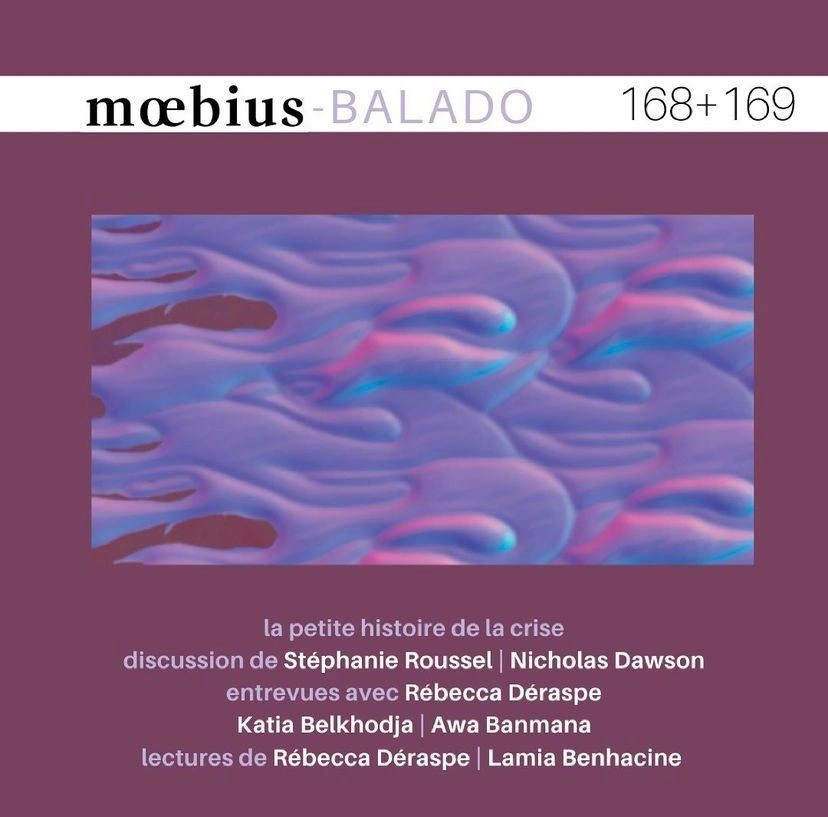 mœbius-BALADO 168+169
la petite histoire de la crise
discussion de Stéphanie Roussel | Nicholas Dawson
entrevues avec Rébecca Déraspe
Katia Belkhodja | Awa Banmana
lectures de Rébecca Déraspe | Lamia Benhacine